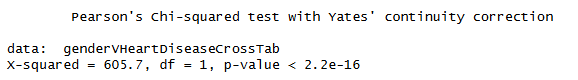 Pearson's Chi-squared test with Yates' continuity correction
data:  genderVHeartDiseaseCrossTab
X-squared = 605.7, df = 1, p-value < 2.2e-16